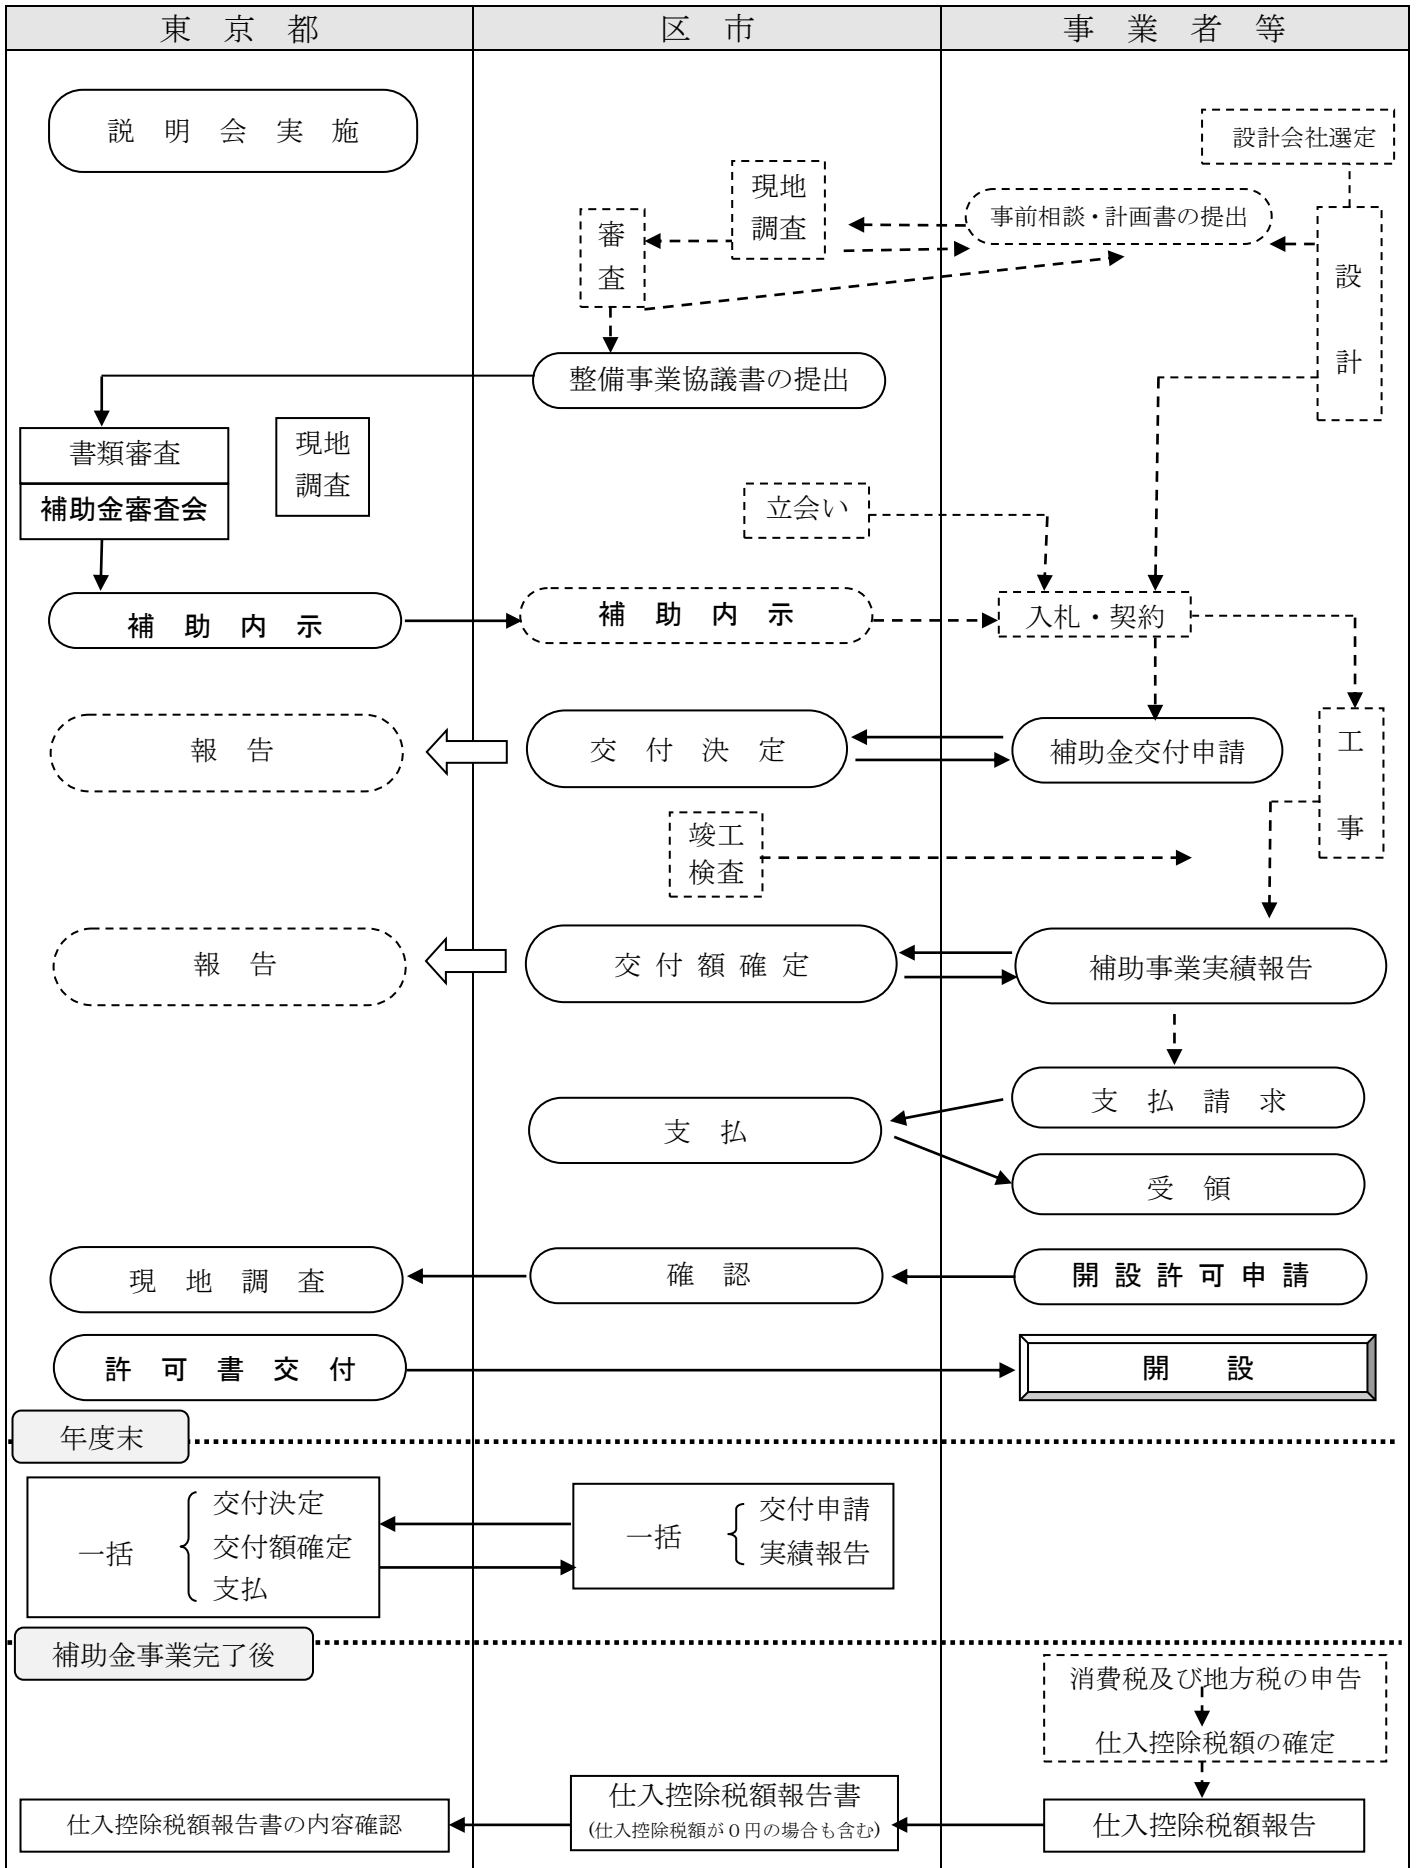 東　京　都
区　市
事　業　者　等
説　明　会　実　施
設計会社選定
現地
調査
事前相談・計画書の提出
審
査
設
計
整備事業協議書の提出
書類審査
現地
調査
補助金審査会
立会い
補　助　内　示
補　助　内　示
入札・契約
報　告
交　付　決　定
補助金交付申請
工
事
竣工
検査
報　告
交 付 額 確 定
補助事業実績報告
支　払　請　求
支　払
受　領
現　地　調　査
確　認
開 設 許 可 申 請
許　可　書　交　付
開　　設
年度末
一括
交付決定
交付額確定
支払
一括
交付申請
実績報告
補助金事業完了後
消費税及び地方税の申告
仕入控除税額の確定
仕入控除税額報告書の内容確認
仕入控除税額報告書
(仕入控除税額が０円の場合も含む)
仕入控除税額報告